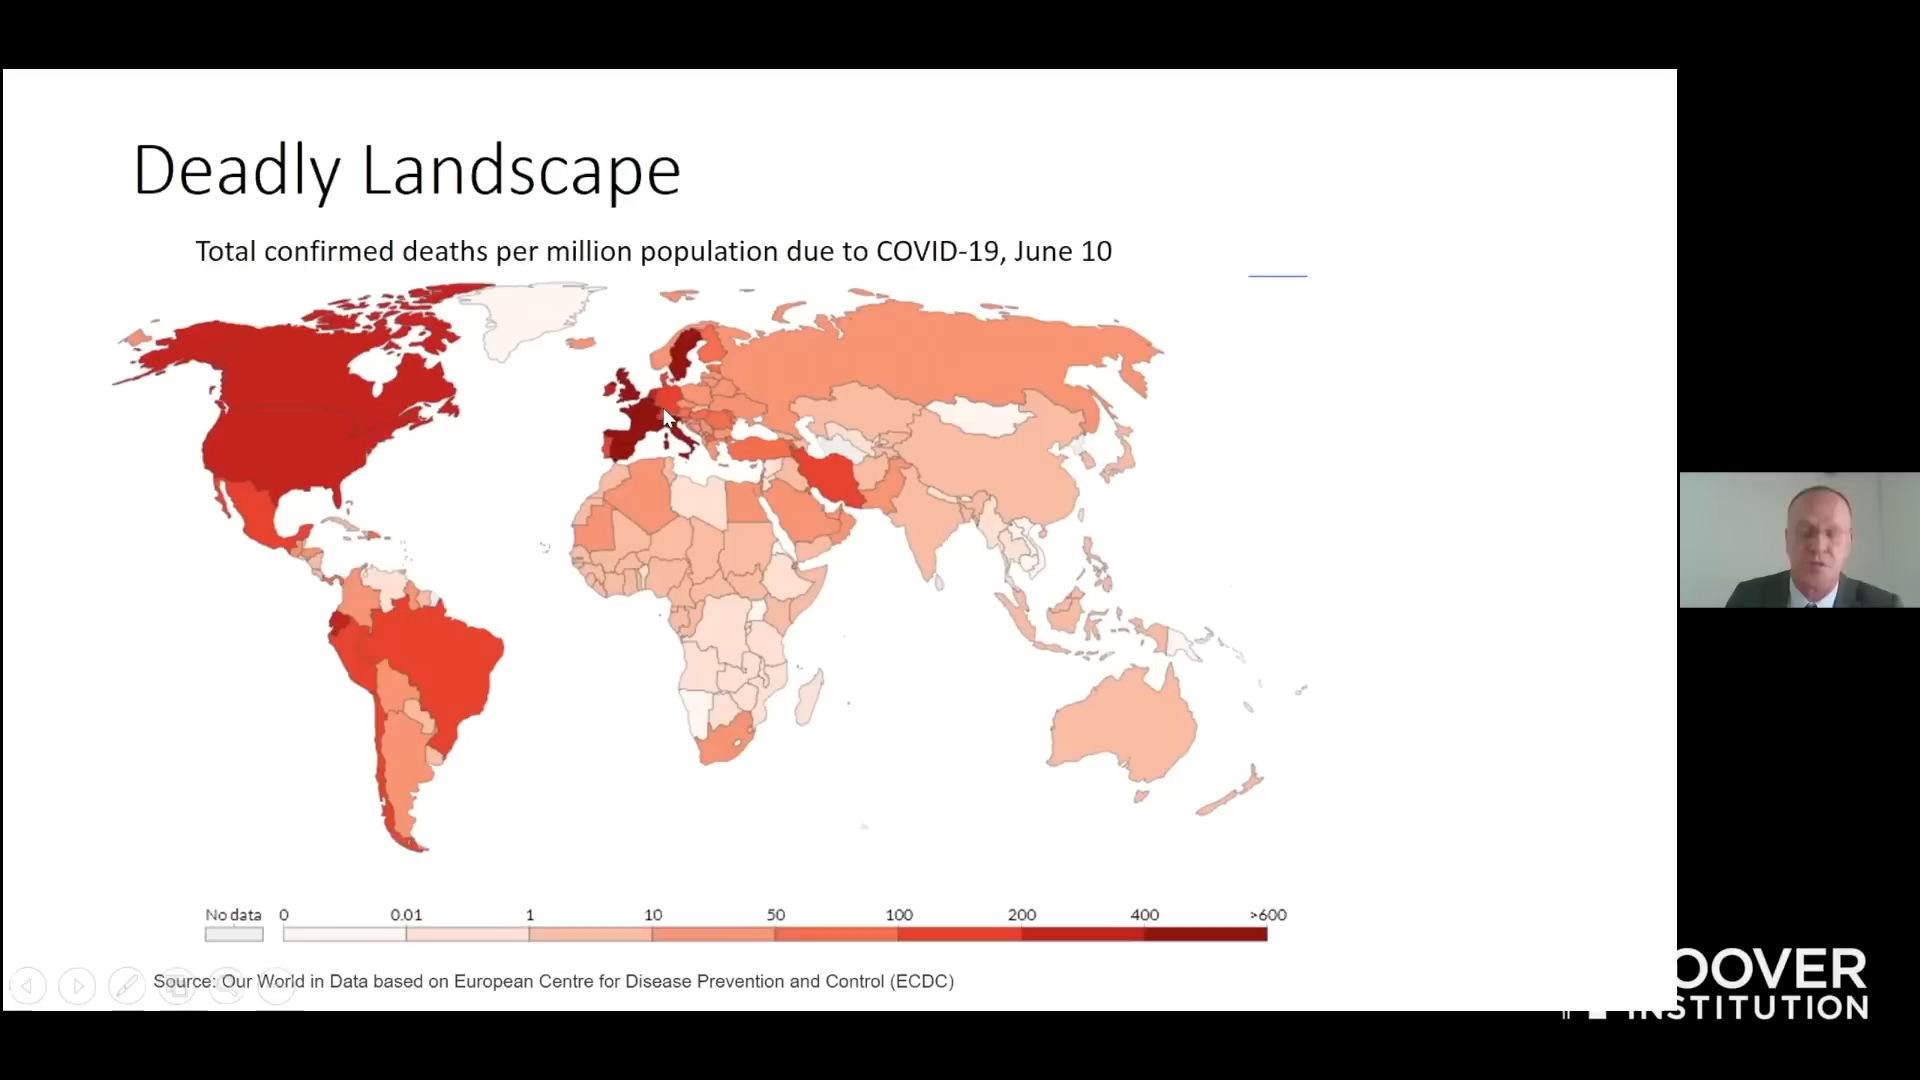 Deadly Landscape
Total confirmed deaths per million population due to COVID-19, June 10
No data 0 0.01 1 10 50 100 200 400 >600
Source: Our World in Data based on European Centre for Disease Prevention and Control (ECDC)
OOVER
INSTITUTION